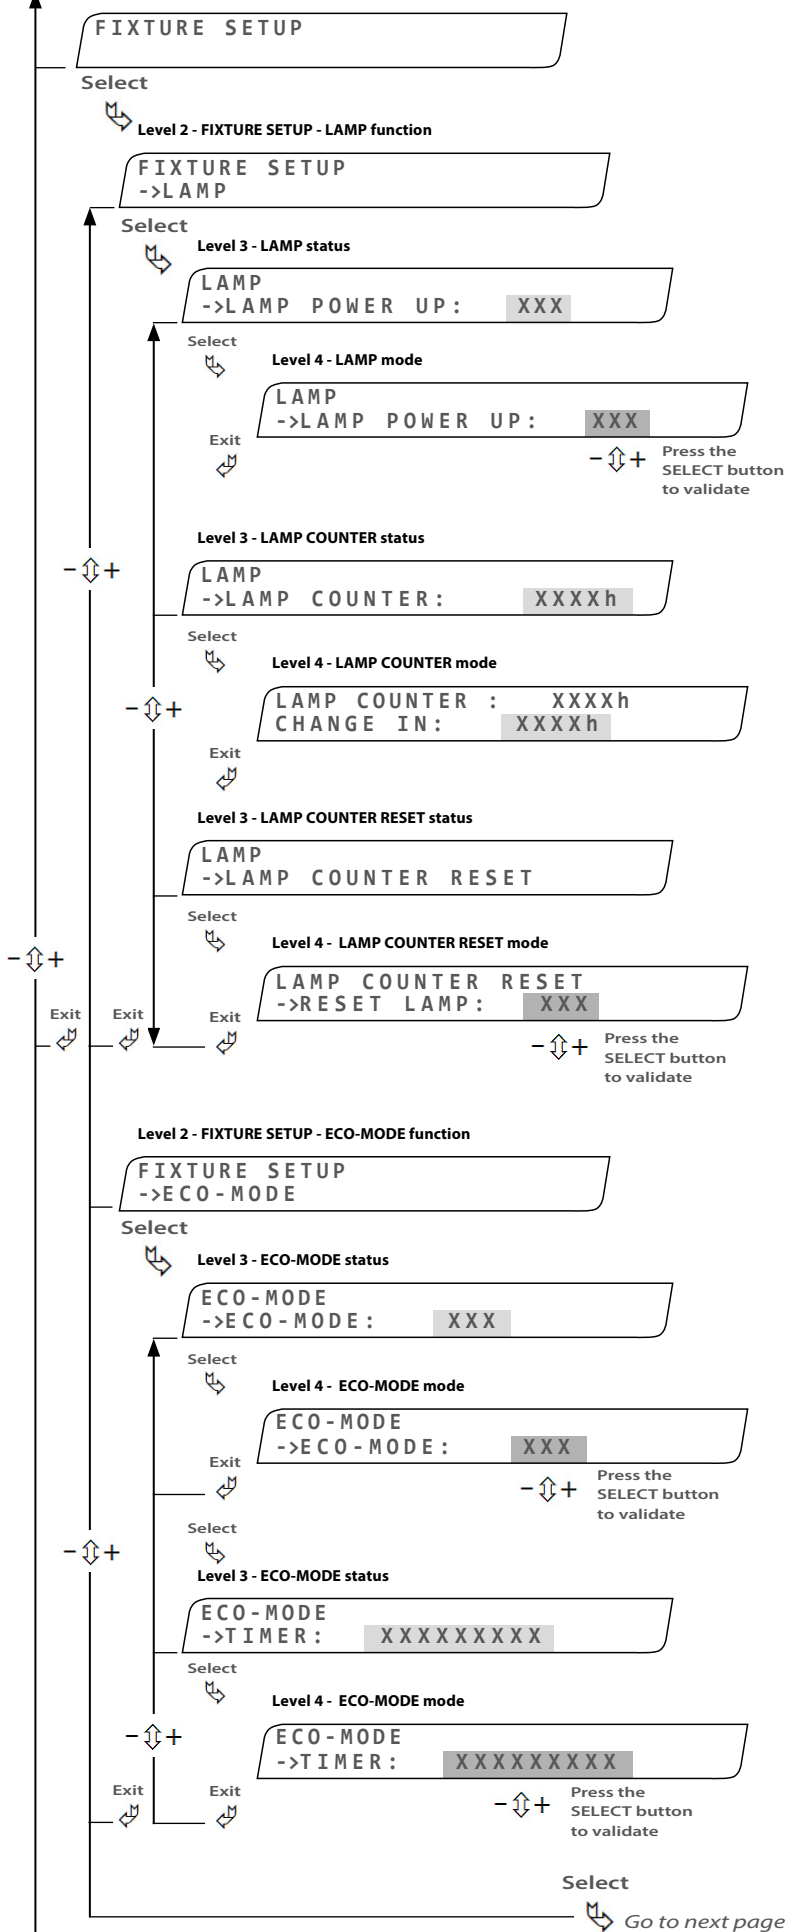 FIXTURE SETUP
Select
Level 2 - FIXTURE SETUP - LAMP function
FIXTURE SETUP
->LAMP
Select
Level 3 - LAMP status
LAMP
->LAMP POWER UP: XXX
Select
Level 4 - LAMP mode
LAMP
->LAMP POWER UP: XXX
Exit
- + Press the
SELECT button
to validate
Level 3 - LAMP COUNTER status
- +
LAMP
->LAMP COUNTER: XXXXh
Select
Level 4 - LAMP COUNTER mode
- +
LAMP COUNTER : XXXXh
CHANGE IN: XXXXh
Exit
Level 3 - LAMP COUNTER RESET status
LAMP
->LAMP COUNTER RESET
Select
Level 4 - LAMP COUNTER RESET mode
- +
LAMP COUNTER RESET
->RESET LAMP: XXX
Exit Exit Exit
- + Press the
SELECT button
to validate
Level 2 - FIXTURE SETUP - ECO-MODE function
FIXTURE SETUP
->ECO-MODE
Select
Level 3 - ECO-MODE status
ECO-MODE
->ECO-MODE: XXX
Select
Level 4 - ECO-MODE mode
ECO-MODE
->ECO-MODE: XXX
Exit
- + Press the
SELECT button
to validate
Select
- +
Level 3 - ECO-MODE status
ECO-MODE
->TIMER: XXXXXXXXX
Select
Level 4 - ECO-MODE mode
- +
ECO-MODE
->TIMER: XXXXXXXXX
Exit Exit
- + Press the
SELECT button
to validate
Select
Go to next page